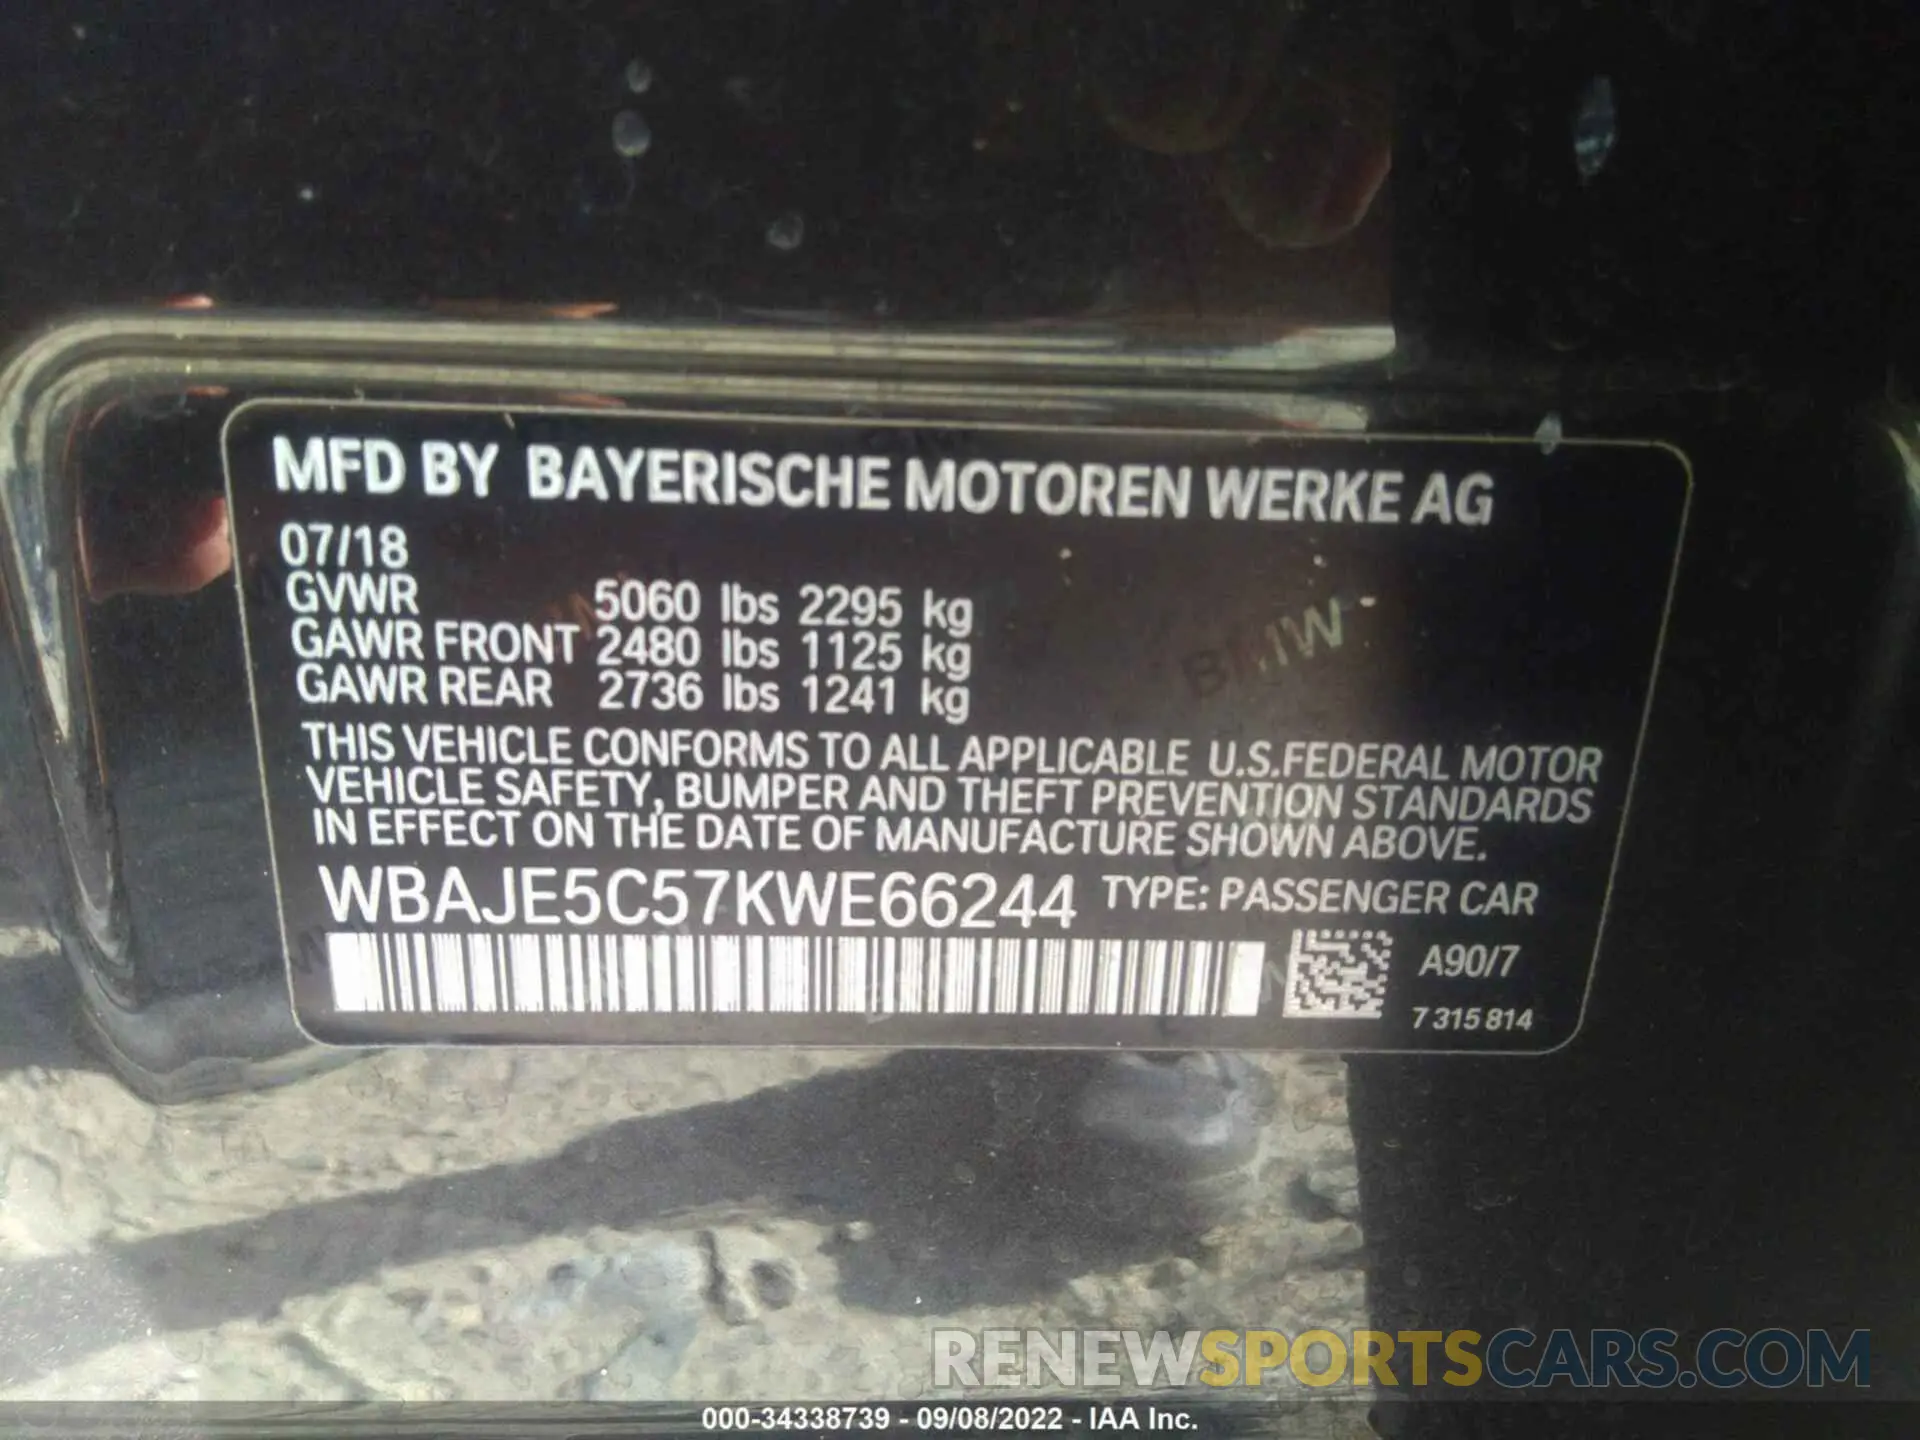 MFD BY BAYERISCHE MOTOREN WERKE AG
07/18
GVWR 5060 lbs 2295 kg
GAWR FRONT 2480 lbs 1125 kg
GAWR REAR 2736 lbs 1241 kg
THIS VEHICLE CONFORMS TO ALL APPLICABLE U.S.FEDERAL MOTOR
VEHICLE SAFETY, BUMPER AND THEFT PREVENTION STANDARDS
IN EFFECT ON THE DATE OF MANUFACTURE SHOWN ABOVE.
WBAJE5C57KWE66244 TYPE: PASSENGER CAR
A90/7
7 315 814
BMW
RENEWSPORTSCARS.COM
000-34338739 - 09/08/2022 - IAA Inc.